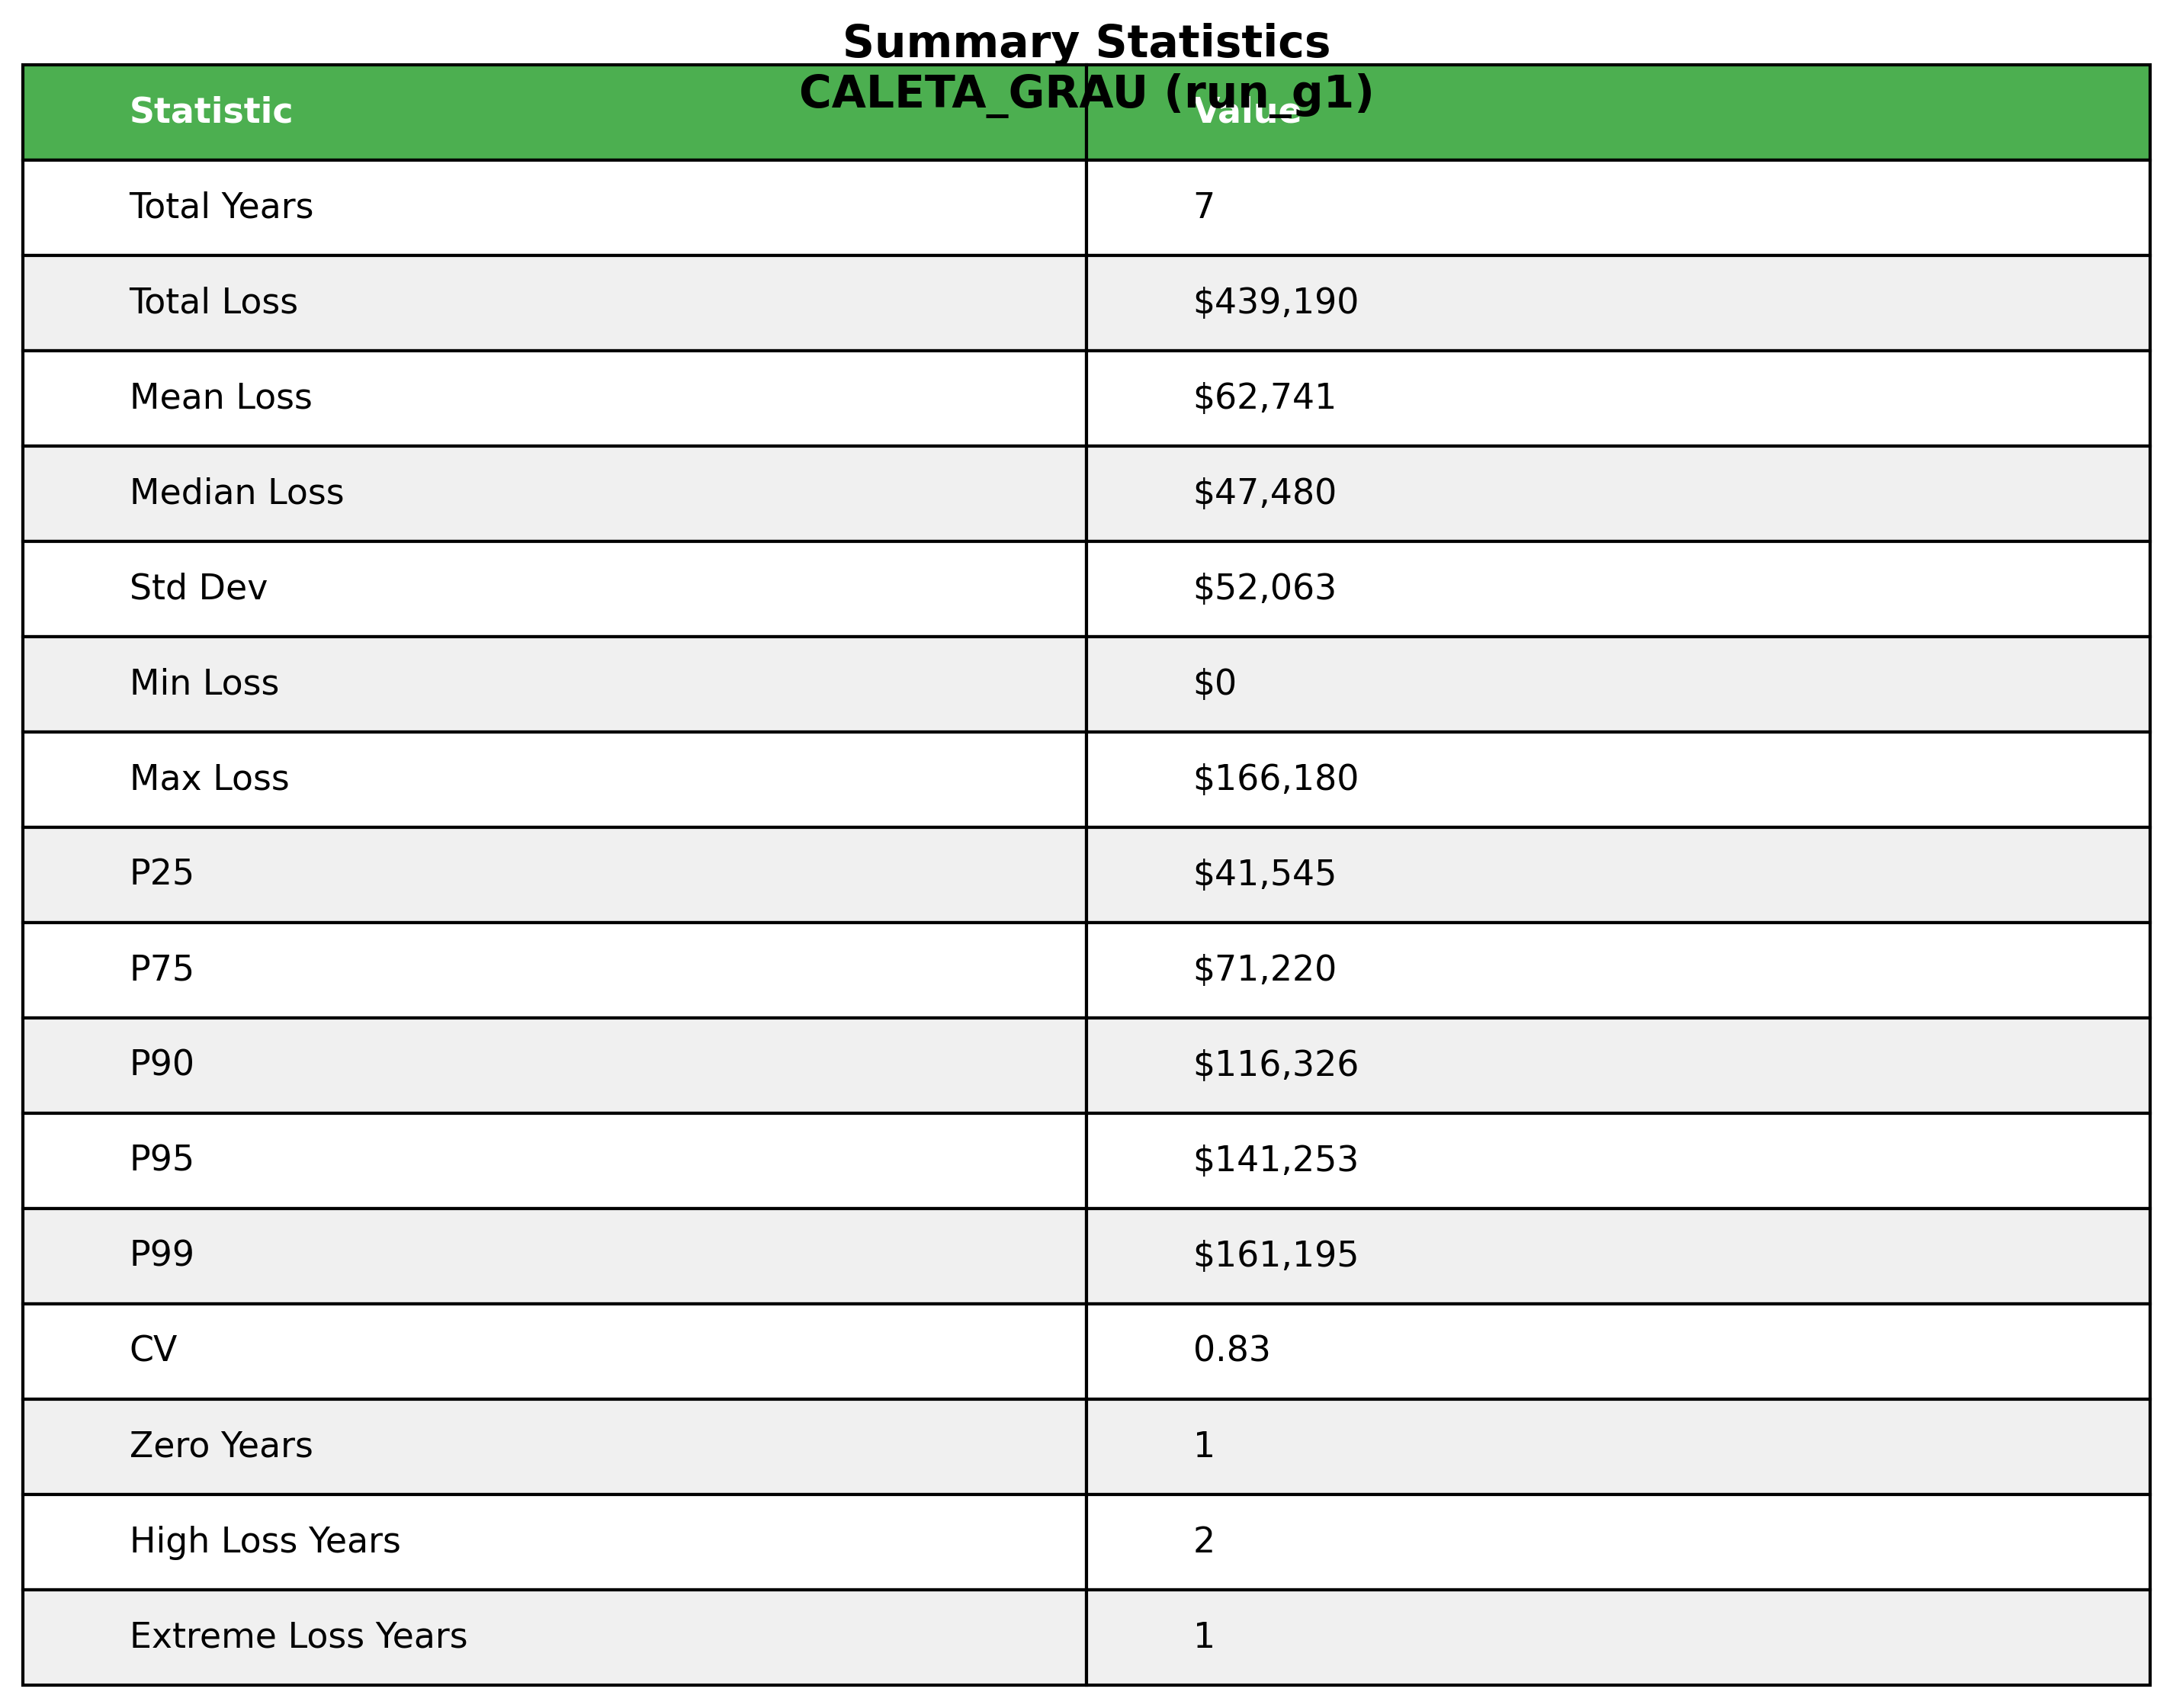 Summary Statistics
CALETA_GRAU (run_g1)
Statistic Value
Total Years 7
Total Loss $439,190
Mean Loss $62,741
Median Loss $47,480
Std Dev $52,063
Min Loss $0
Max Loss $166,180
P25 $41,545
P75 $71,220
P90 $116,326
P95 $141,253
P99 $161,195
CV 0.83
Zero Years 1
High Loss Years 2
Extreme Loss Years 1